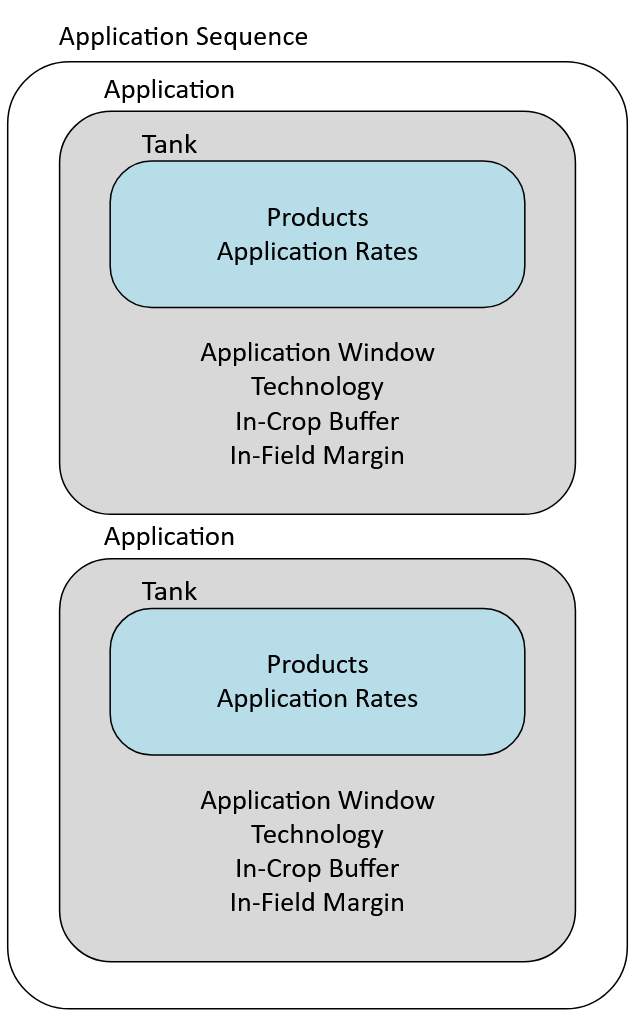 Application Sequence
Application
Tank
Products
Application Rates
Application Window
Technology
In-Crop Buffer
In-Field Margin
Application
Tank
Products
Application Rates
Application Window
Technology
In-Crop Buffer
In-Field Margin